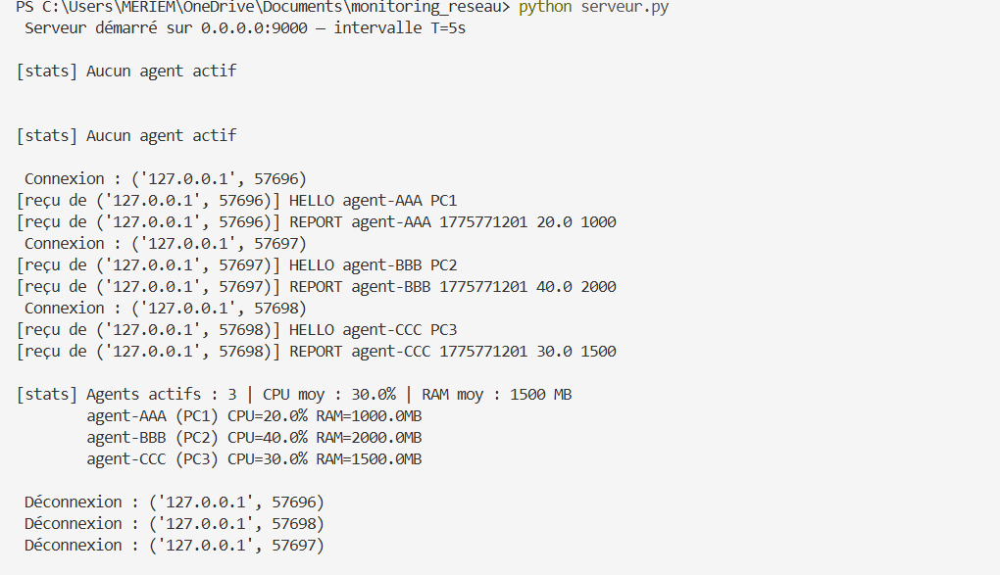 PS C:\Users\MERIEM\OneDrive\Documents\monitoring_reseau> python serveur.py
Serveur démarré sur 0.0.0.0:9000 — intervalle T=5s
[stats] Aucun agent actif
[stats] Aucun agent actif
Connexion : ('127.0.0.1', 57696)
[reçu de ('127.0.0.1', 57696)] HELLO agent-AAA PC1
[reçu de ('127.0.0.1', 57696)] REPORT agent-AAA 1775771201 20.0 1000
Connexion : ('127.0.0.1', 57697)
[reçu de ('127.0.0.1', 57697)] HELLO agent-BBB PC2
[reçu de ('127.0.0.1', 57697)] REPORT agent-BBB 1775771201 40.0 2000
Connexion : ('127.0.0.1', 57698)
[reçu de ('127.0.0.1', 57698)] HELLO agent-CCC PC3
[reçu de ('127.0.0.1', 57698)] REPORT agent-CCC 1775771201 30.0 1500
[stats] Agents actifs : 3 | CPU moy : 30.0% | RAM moy : 1500 MB
agent-AAA (PC1) CPU=20.0% RAM=1000.0MB
agent-BBB (PC2) CPU=40.0% RAM=2000.0MB
agent-CCC (PC3) CPU=30.0% RAM=1500.0MB
Déconnexion : ('127.0.0.1', 57696)
Déconnexion : ('127.0.0.1', 57698)
Déconnexion : ('127.0.0.1', 57697)